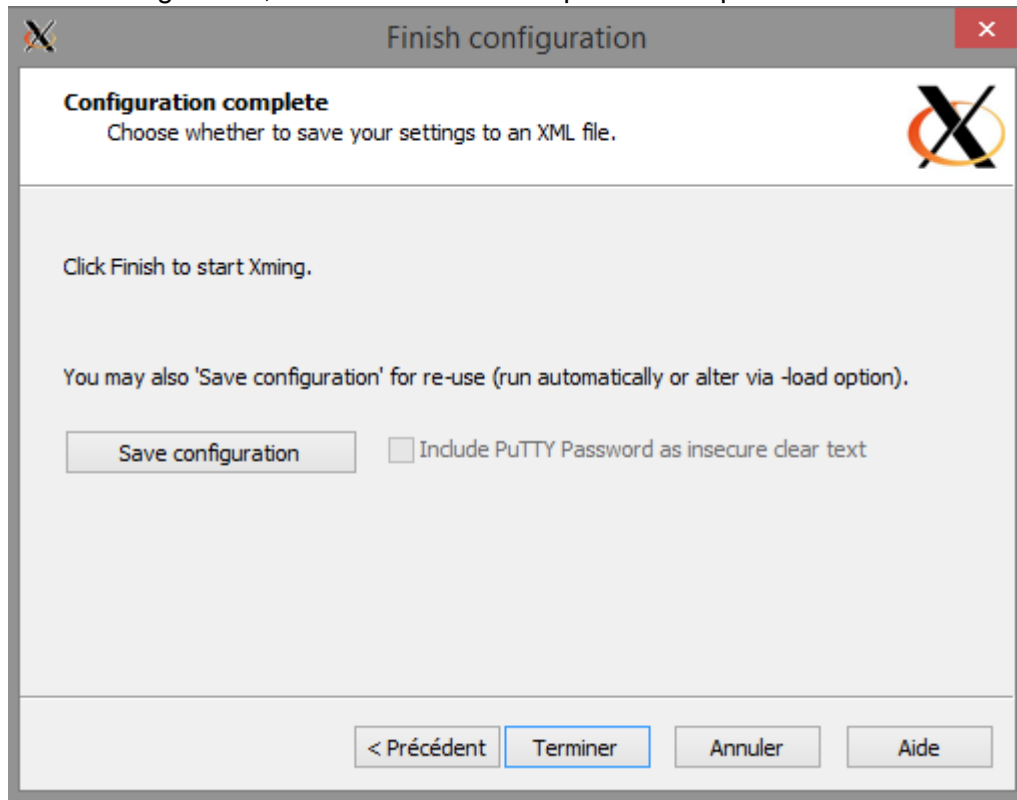 Finish configuration
Configuration complete
Choose whether to save your settings to an XML file.
Click Finish to start Xming.
You may also 'Save configuration' for re-use (run automatically or alter via -load option).
Save configuration
Include PuTTY Password as insecure clear text
< Précédent
Terminer
Annuler
Aide